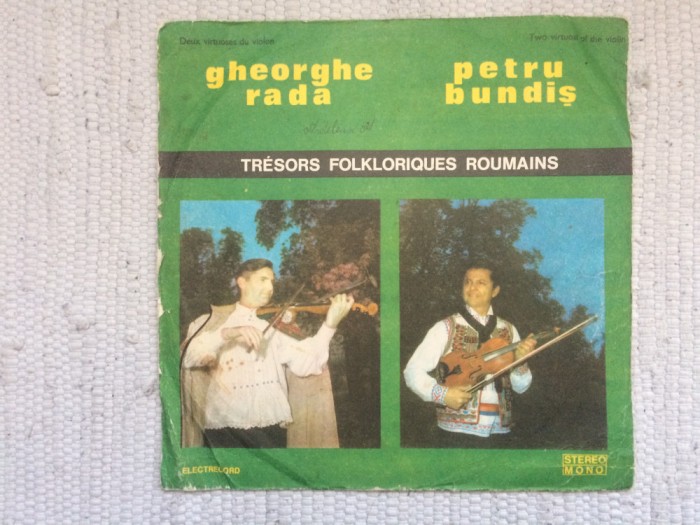 Deux virtuoses du violon
Two virtuosi of the violin
gheorghe
rada
petru
bundiş
TRÉSORS FOLKLORIQUES ROUMAINS
ELECTRECORD
STEREO
MONO